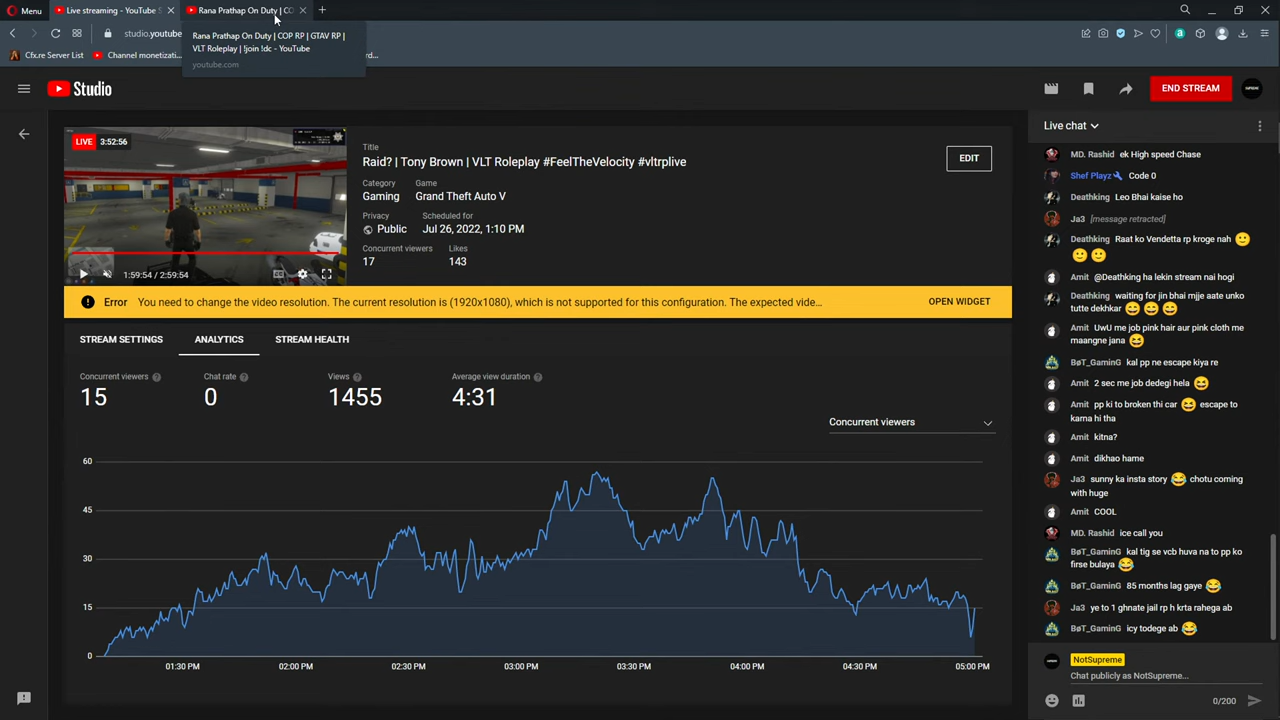 Menu
Live streaming - YouTube S
Rana Prathap On Duty | CO
studio.youtube
Rana Prathap On Duty | COP RP | GTAV RP |
VLT Roleplay | !join !dc - YouTube
youtube.com
Cfx.re Server List
Channel monetizati...
rd...
Studio
END STREAM
LIVE 3:52:56
1:59:54 / 2:59:54
Title
Raid? | Tony Brown | VLT Roleplay #FeelTheVelocity #vltrplive
EDIT
Category Game
Gaming Grand Theft Auto V
Privacy Scheduled for
Public Jul 26, 2022, 1:10 PM
Concurrent viewers Likes
17 143
Error You need to change the video resolution. The current resolution is (1920x1080), which is not supported for this configuration. The expected vide...
OPEN WIDGET
STREAM SETTINGS ANALYTICS STREAM HEALTH
Concurrent viewers Chat rate Views Average view duration
15 0 1455 4:31
Concurrent viewers
60
45
30
15
0
01:30 PM 02:00 PM 02:30 PM 03:00 PM 03:30 PM 04:00 PM 04:30 PM 05:00 PM
Live chat
MD. Rashid ek High speed Chase
Shef Playz Code 0
Deathking Leo Bhai kaise ho
Ja3 [message retracted]
Deathking Raat ko Vendetta rp kroge nah 🙂
🙂 🙂
Amit @Deathking ha lekin stream nai hogi
Deathking waiting for jin bhai mjje aate unko
tutte dekhkar 😄 😄 😄
Amit UwU me job pink hair aur pink cloth me
maangne jana 😆
BøT_GaminG kal pp ne escape kiya re
Amit 2 sec me job dedegi hela 😆
Amit pp ki to broken thi car 😆 escape to
karna hi tha
Amit kitna?
Amit dikhao hame
Ja3 sunny ka insta story 😂 chotu coming
with huge
Amit COOL
MD. Rashid ice call you
BøT_GaminG kal tig se vcb huva na to pp ko
firse bulaya 😂
BøT_GaminG 85 months lag gaye 😂
Ja3 ye to 1 ghnate jail rp h krta rahega ab
BøT_GaminG icy todege ab 😂
NotSupreme
Chat publicly as NotSupreme...
0/200